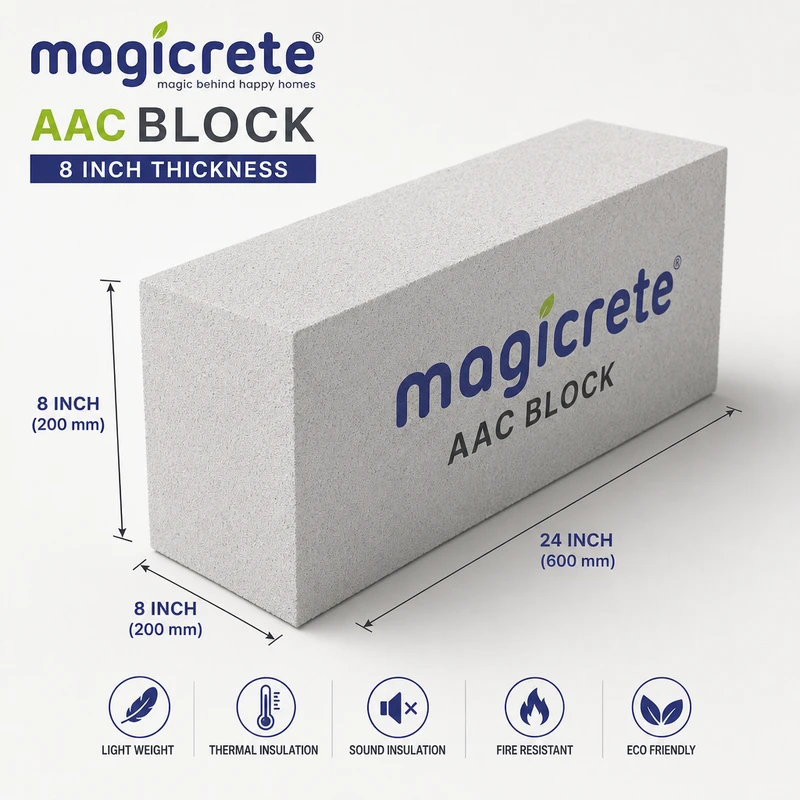 magicrete®
magic behind happy homes
AAC BLOCK
8 INCH THICKNESS
magicrete®
AAC BLOCK
8 INCH
(200 mm)
24 INCH
(600 mm)
8 INCH
(200 mm)
LIGHT WEIGHT
THERMAL INSULATION
SOUND INSULATION
FIRE RESISTANT
ECO FRIENDLY